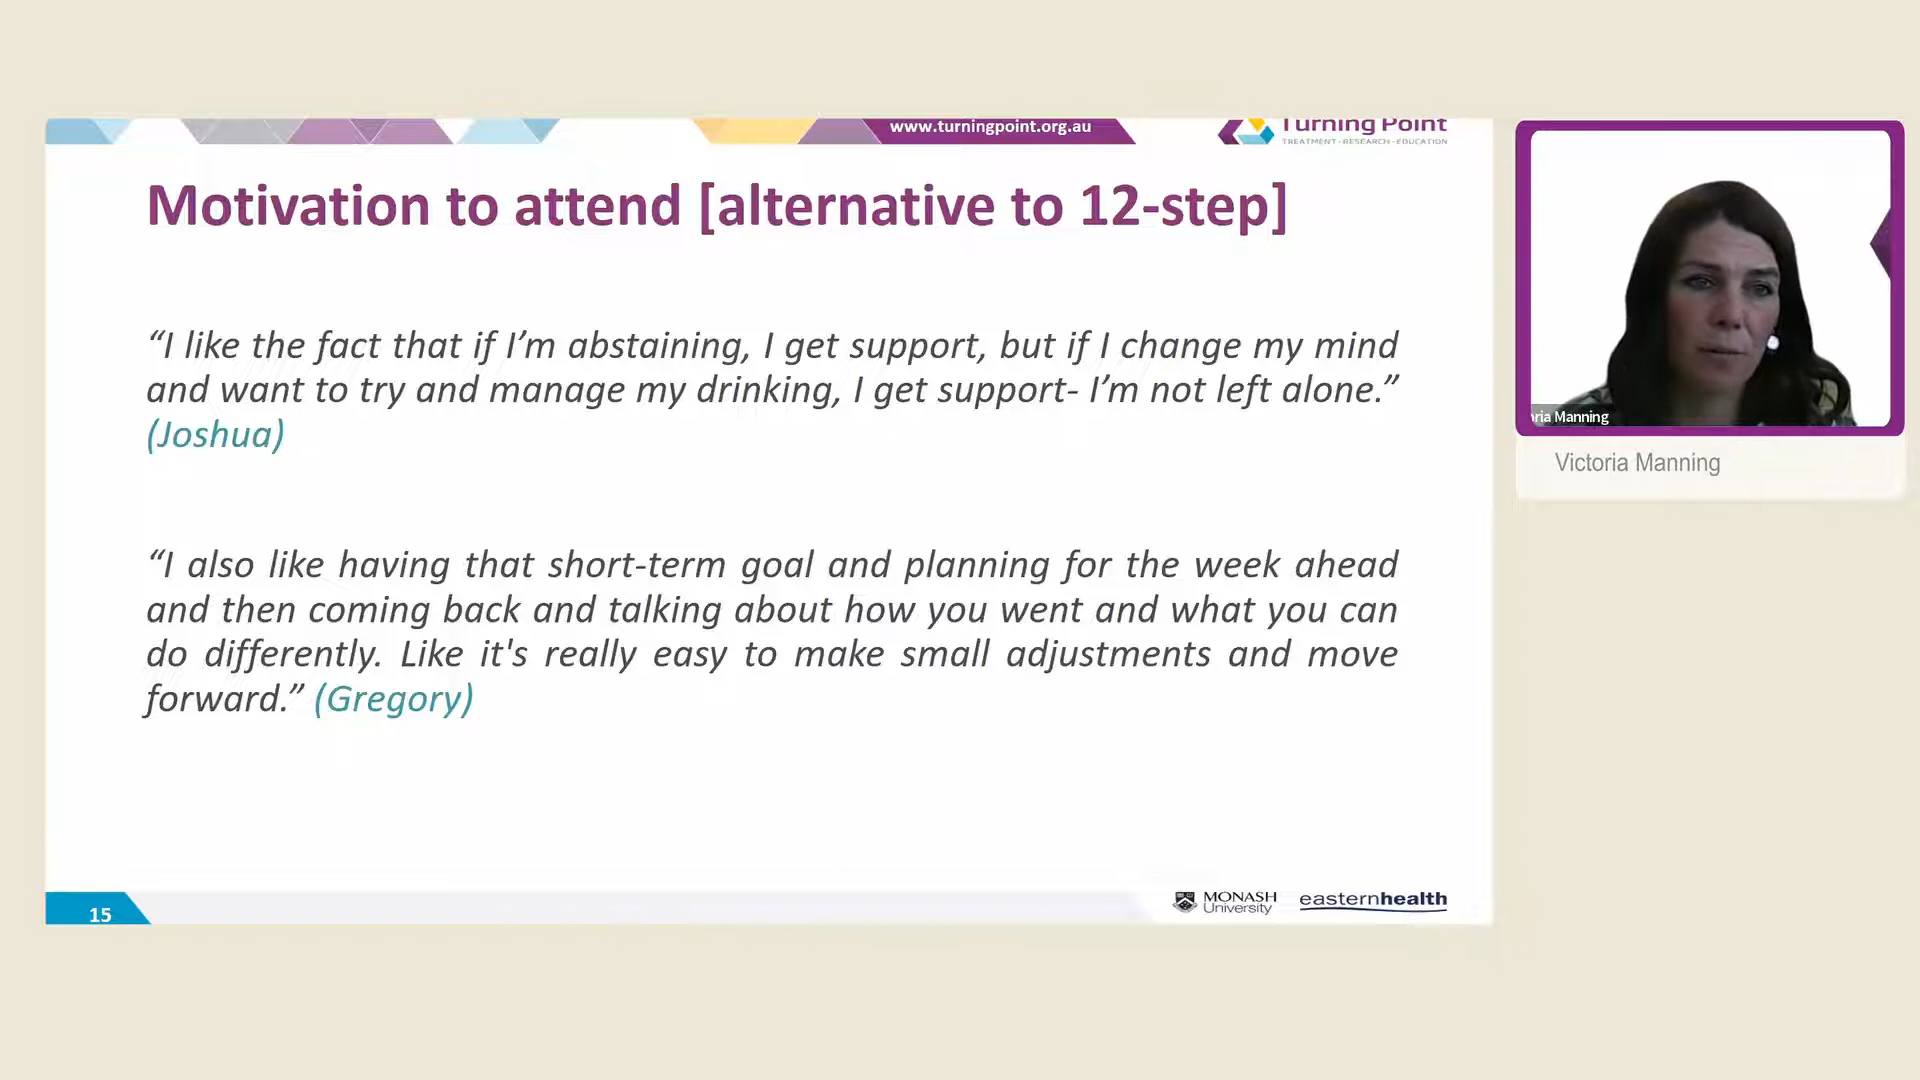 www.turningpoint.org.au
Turning Point
TREATMENT • RESEARCH • EDUCATION
Motivation to attend [alternative to 12-step]
“I like the fact that if I’m abstaining, I get support, but if I change my mind
and want to try and manage my drinking, I get support- I’m not left alone.”
(Joshua)
“I also like having that short-term goal and planning for the week ahead
and then coming back and talking about how you went and what you can
do differently. Like it's really easy to make small adjustments and move
forward.” (Gregory)
15
MONASH
University
easternhealth
ria Manning
Victoria Manning